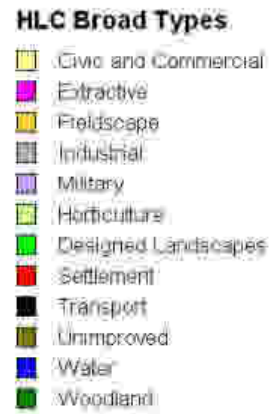 HLC Broad Types
Civic and Commercial
Extractive
Fieldscape
Industrial
Military
Horticulture
Designed Landscapes
Settlement
Transport
Unimproved
Water
Woodland